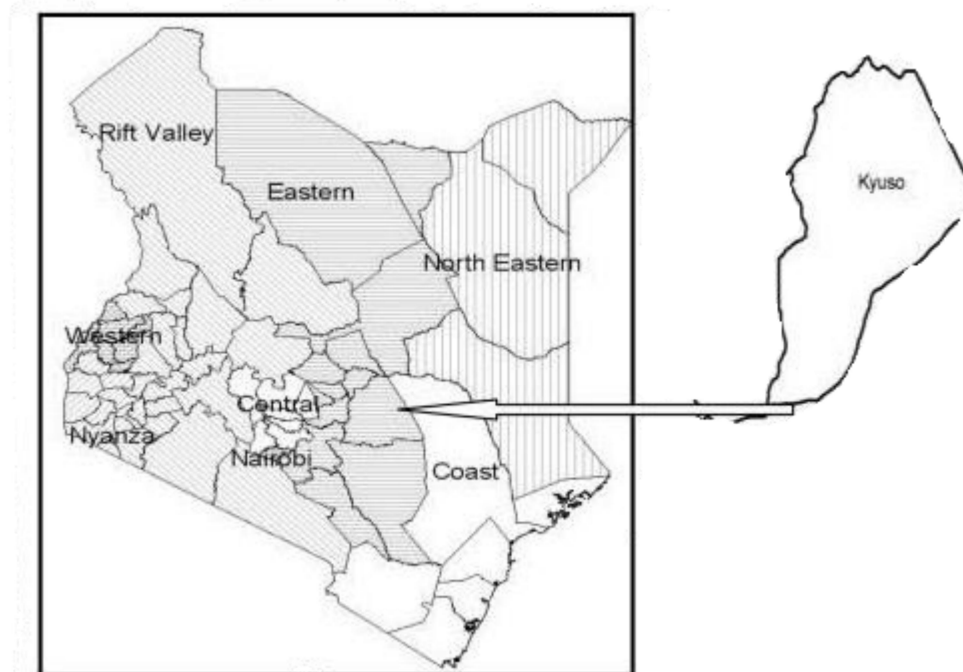 Rift Valley
Eastern
Kyuso
North Eastern
Western
Central
Nyanza
Nairobi
Coast